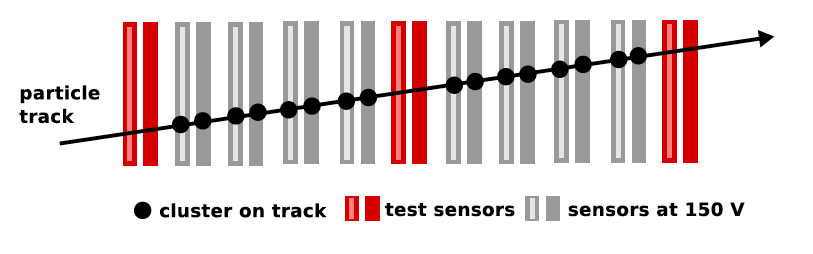 particle
track
cluster on track
test sensors
sensors at 150 V